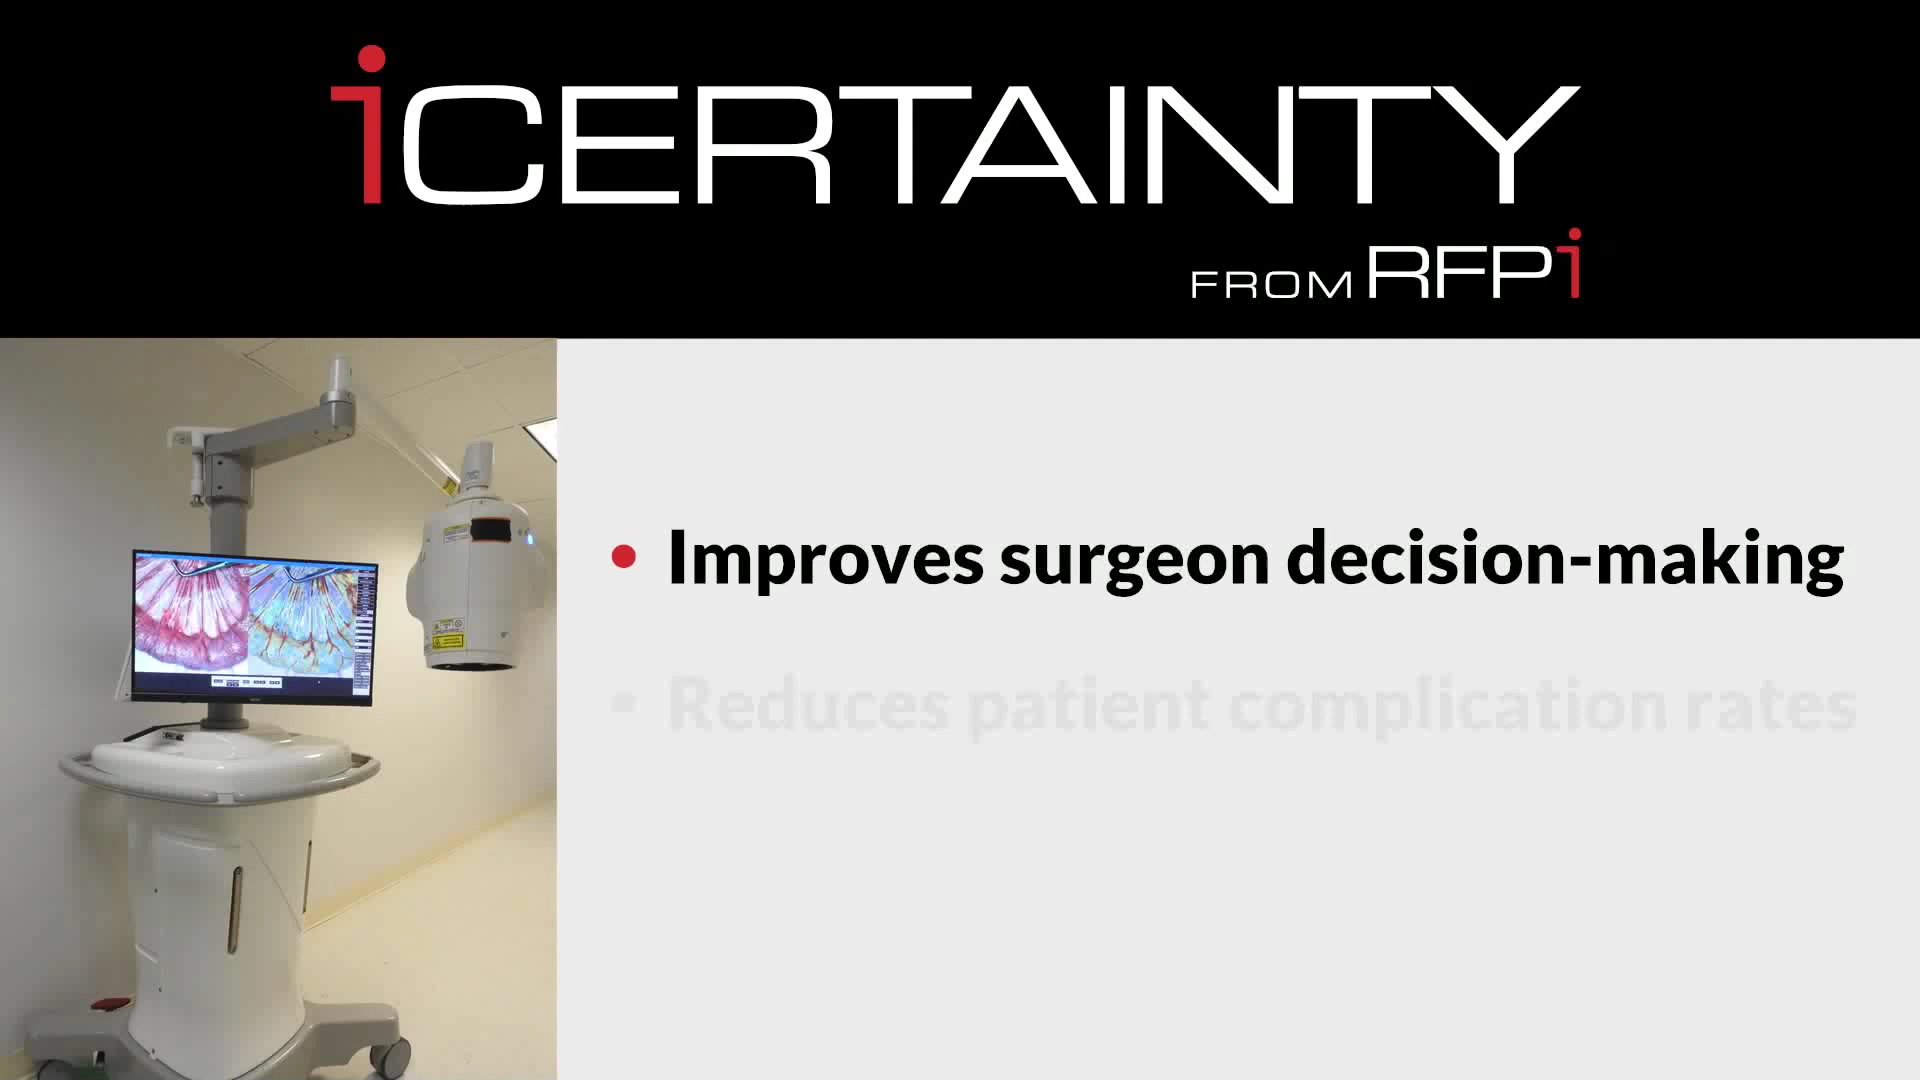 iCERTAINTY
FROM RFPi
• Improves surgeon decision-making
• Reduces patient complication rates